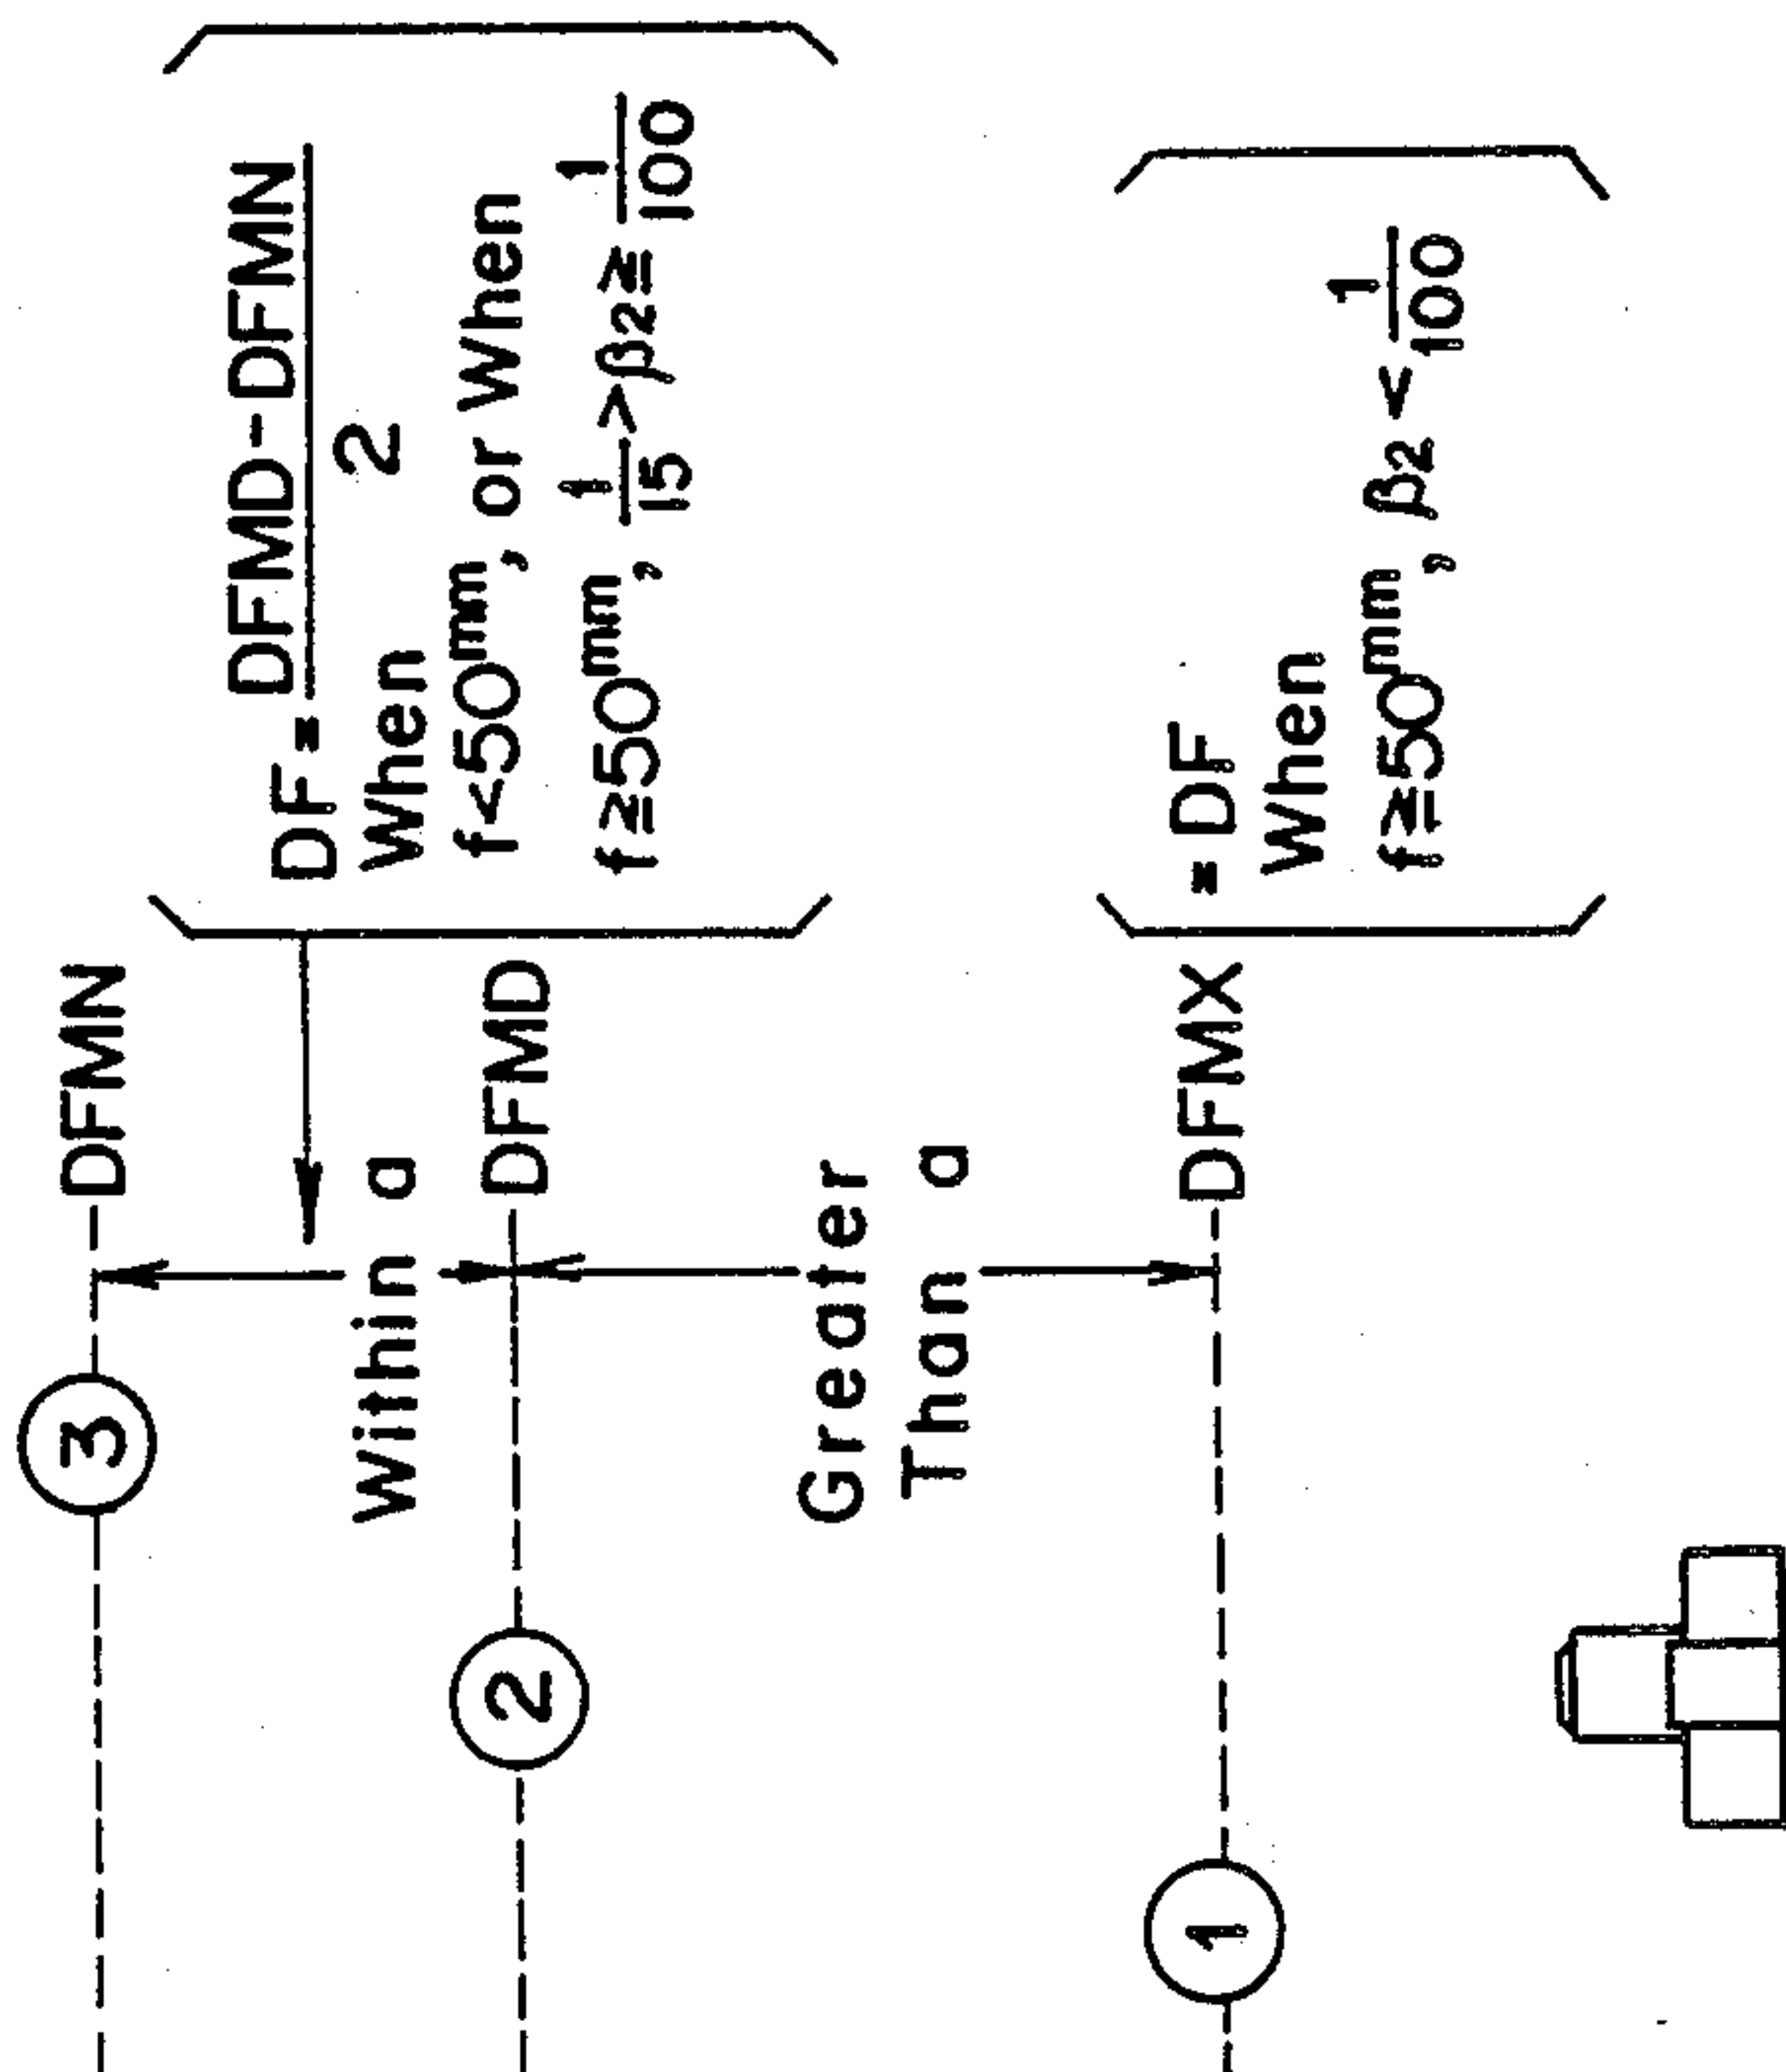 3
DFMN
DF = DFMD-DFMN / 2
When
f<50mm, or When
f≧50mm, 1/15 > β2 ≧ 1/100
Within a
2
DFMD
Greater
Than a
1
DFMX
= DF
When
f≧50mm, β2 < 1/100